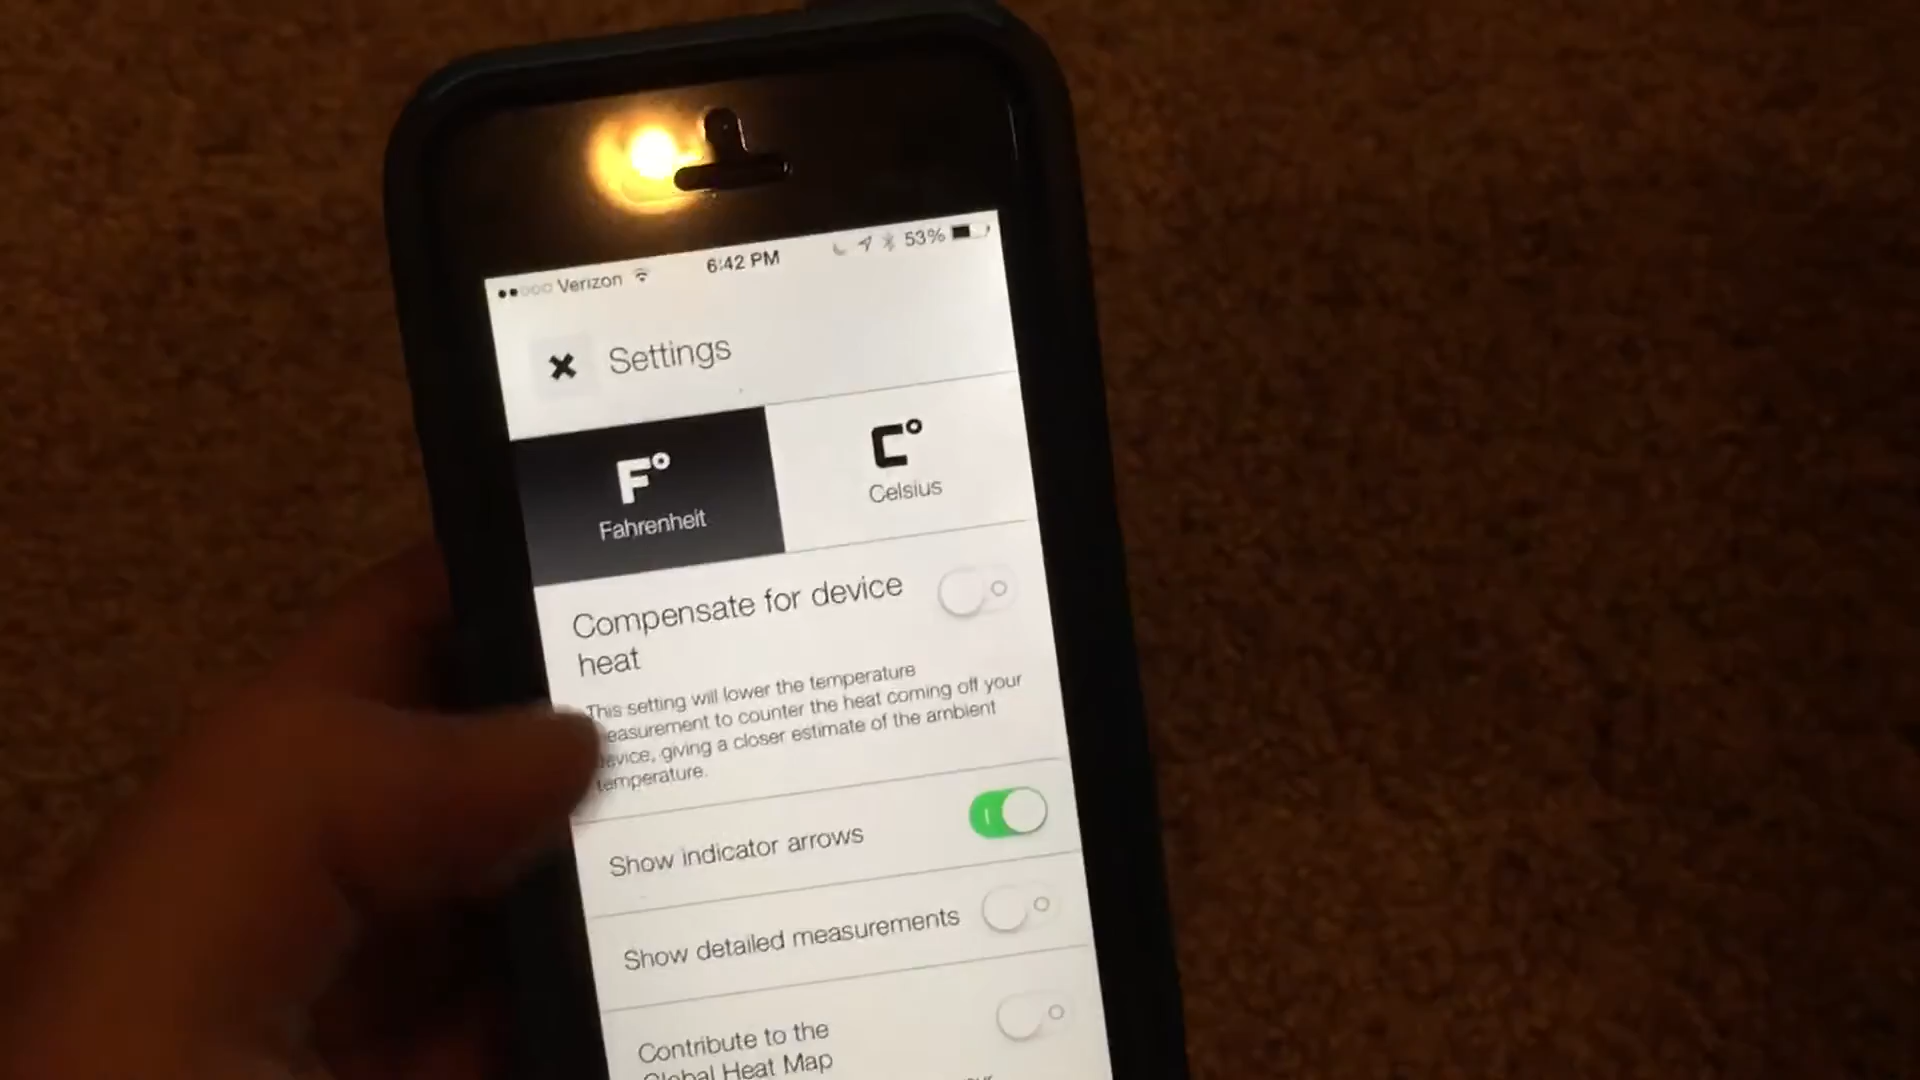 Verizon 6:42 PM 53%
Settings
F°
Fahrenheit
C°
Celsius
Compensate for device
heat
This setting will lower the temperature
easurement to counter the heat coming off your
evice, giving a closer estimate of the ambient
temperature.
Show indicator arrows
Show detailed measurements
Contribute to the
Global Heat Map